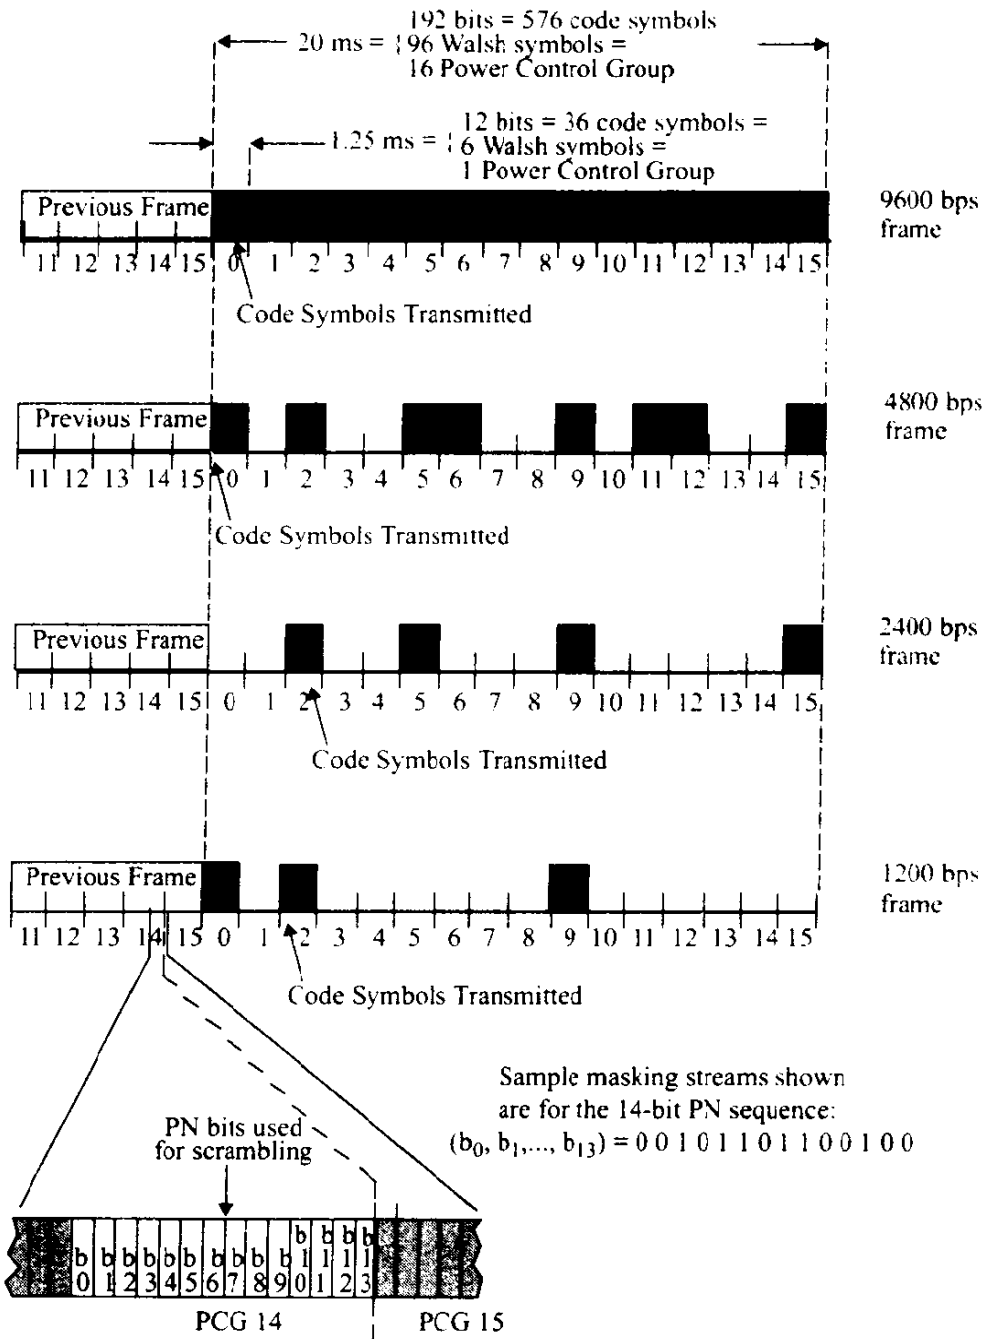 192 bits = 576 code symbols
20 ms = { 96 Walsh symbols =
16 Power Control Group
12 bits = 36 code symbols =
1.25 ms = { 6 Walsh symbols =
1 Power Control Group
Previous Frame
9600 bps
frame
11 12 13 14 15 0 1 2 3 4 5 6 7 8 9 10 11 12 13 14 15
Code Symbols Transmitted
Previous Frame
4800 bps
frame
11 12 13 14 15 0 1 2 3 4 5 6 7 8 9 10 11 12 13 14 15
Code Symbols Transmitted
Previous Frame
2400 bps
frame
11 12 13 14 15 0 1 2 3 4 5 6 7 8 9 10 11 12 13 14 15
Code Symbols Transmitted
Previous Frame
1200 bps
frame
11 12 13 14 15 0 1 2 3 4 5 6 7 8 9 10 11 12 13 14 15
Code Symbols Transmitted
Sample masking streams shown
are for the 14-bit PN sequence:
(b0, b1,..., b13) = 0 0 1 0 1 1 0 1 1 0 0 1 0 0
PN bits used
for scrambling
b0 b1 b2 b3 b4 b5 b6 b7 b8 b9 b10 b11 b12 b13
PCG 14 PCG 15